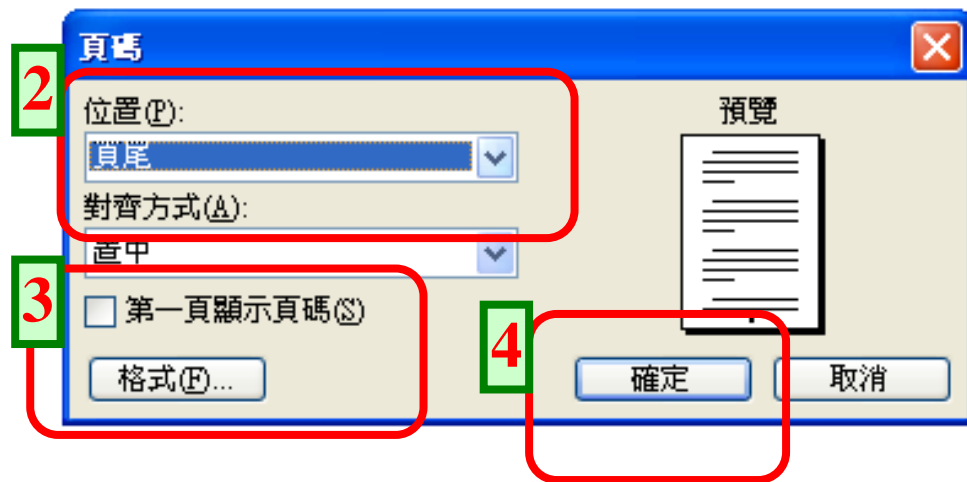 頁碼
2
位置(P):
預覽
頁尾
對齊方式(A):
置中
3
第一頁顯示頁碼(S)
4
格式(F)...
確定
取消